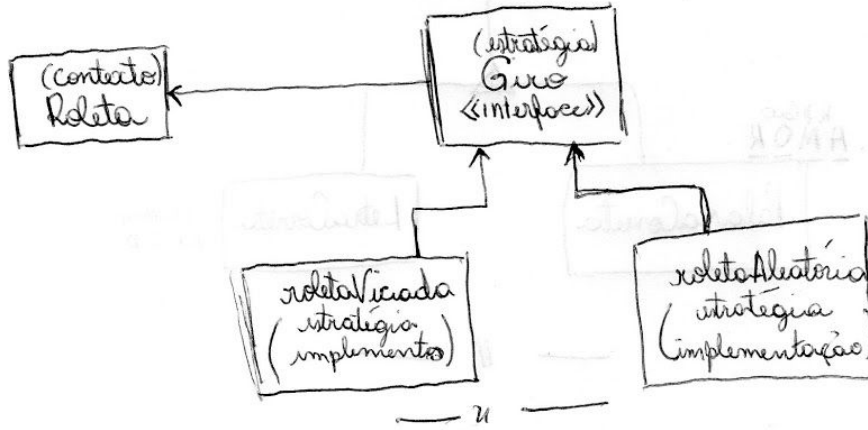 (contexto)
Roleta
(estratégia)
Giro
<<interface>>
roletaViciada
estratégia
(implemento)
roletaAleatória
estratégia
(implementação)